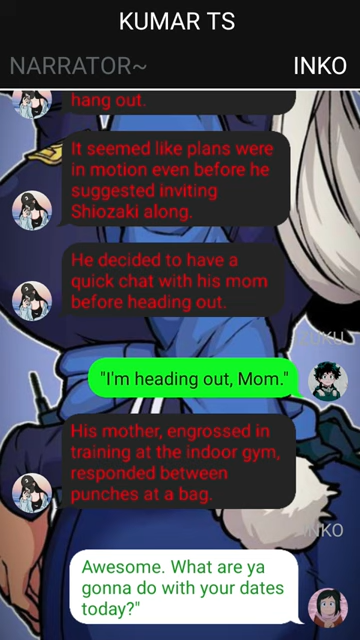 KUMAR TS
NARRATOR~
INKO
hang out.
It seemed like plans were
in motion even before he
suggested inviting
Shiozaki along.
He decided to have a
quick chat with his mom
before heading out.
"I'm heading out, Mom."
His mother, engrossed in
training at the indoor gym,
responded between
punches at a bag.
INKO
Awesome. What are ya
gonna do with your dates
today?"